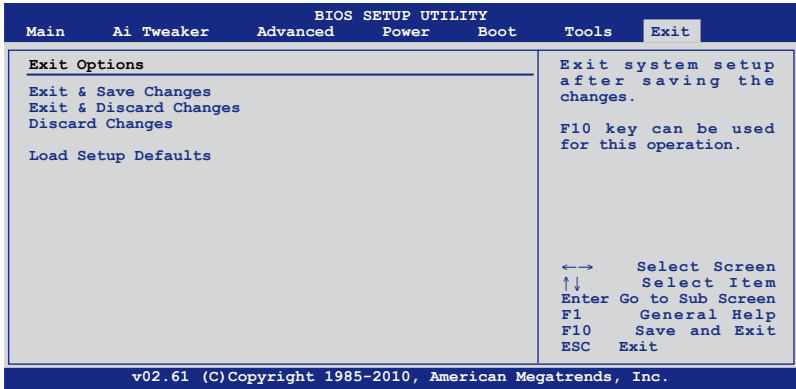 BIOS SETUP UTILITY
Main Ai Tweaker Advanced Power Boot Tools Exit
Exit Options
Exit & Save Changes
Exit & Discard Changes
Discard Changes
Load Setup Defaults
Exit system setup
after saving the
changes.
F10 key can be used
for this operation.
←→ Select Screen
↑↓ Select Item
Enter Go to Sub Screen
F1 General Help
F10 Save and Exit
ESC Exit
v02.61 (C)Copyright 1985-2010, American Megatrends, Inc.